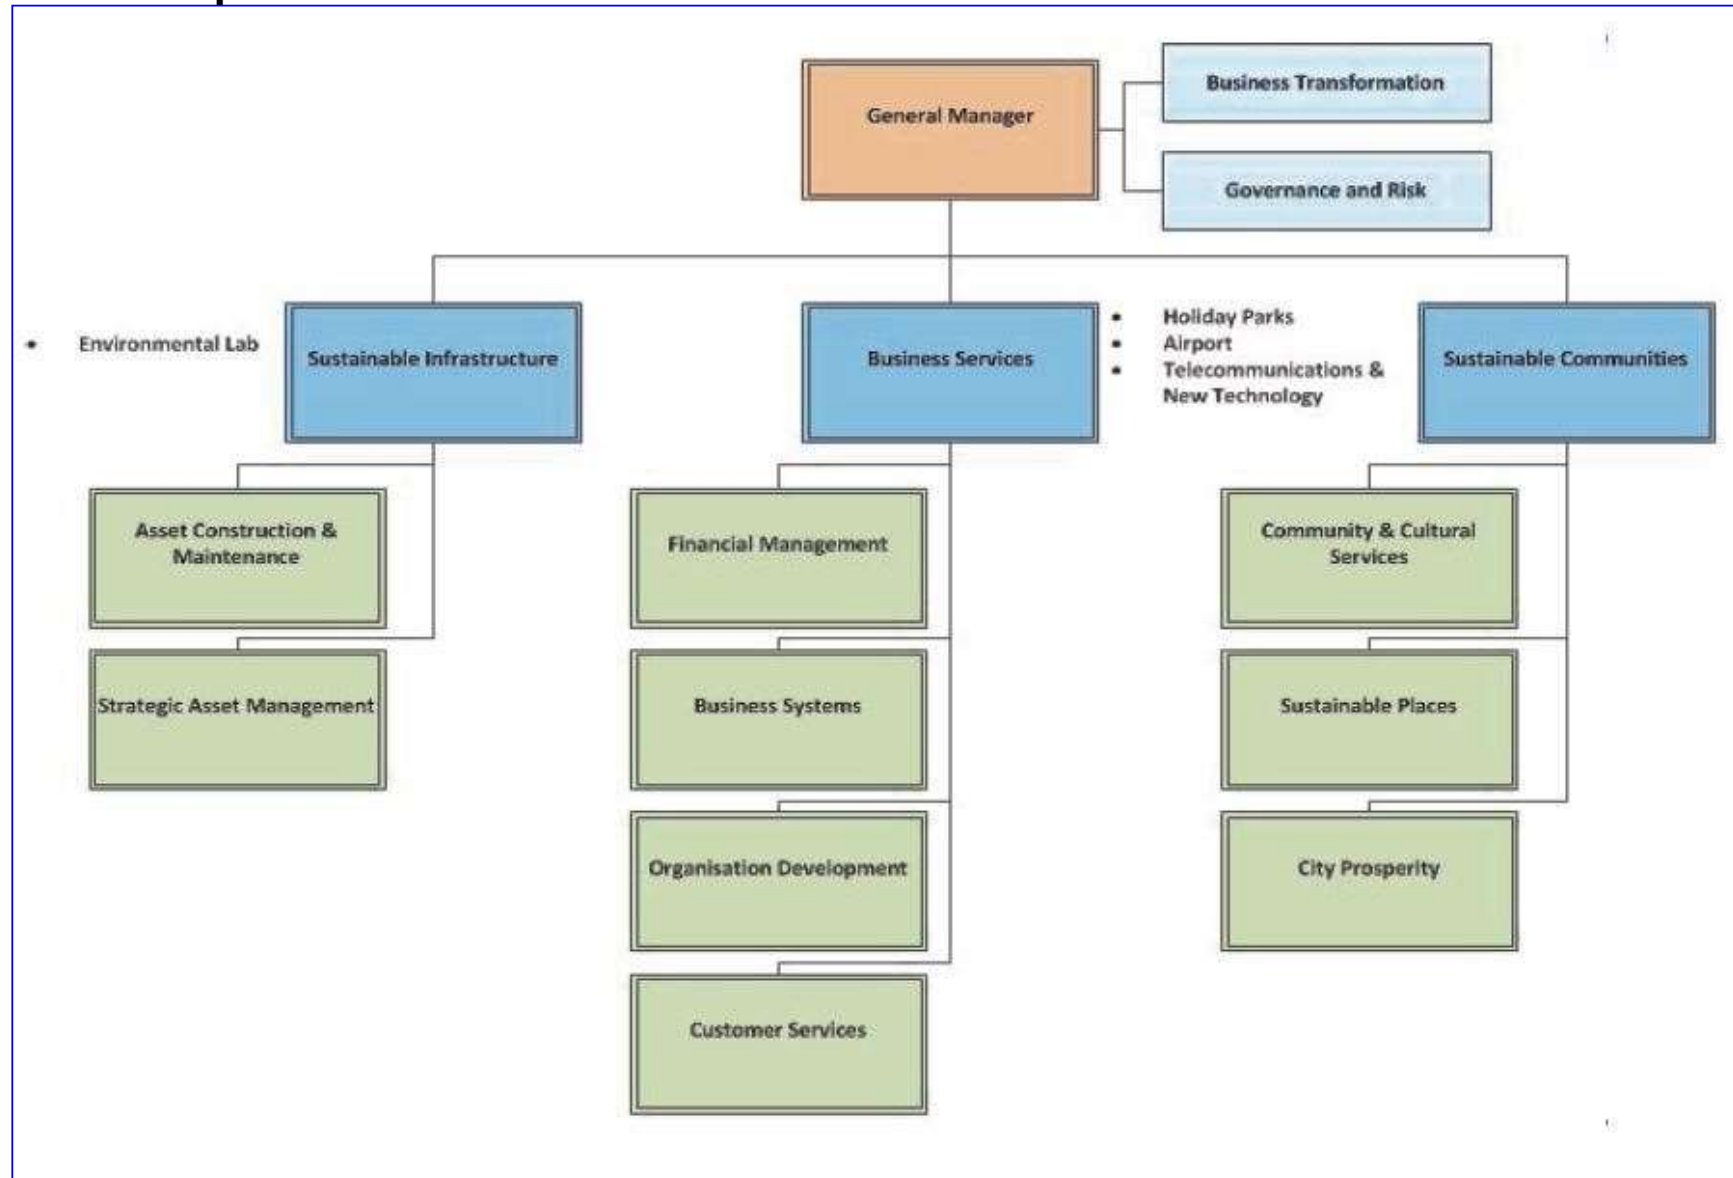 Business Transformation
General Manager
Governance and Risk
• Environmental Lab
Sustainable Infrastructure
Business Services
• Holiday Parks
• Airport
• Telecommunications &
New Technology
Sustainable Communities
Asset Construction &
Maintenance
Strategic Asset Management
Financial Management
Business Systems
Organisation Development
Customer Services
Community & Cultural
Services
Sustainable Places
City Prosperity